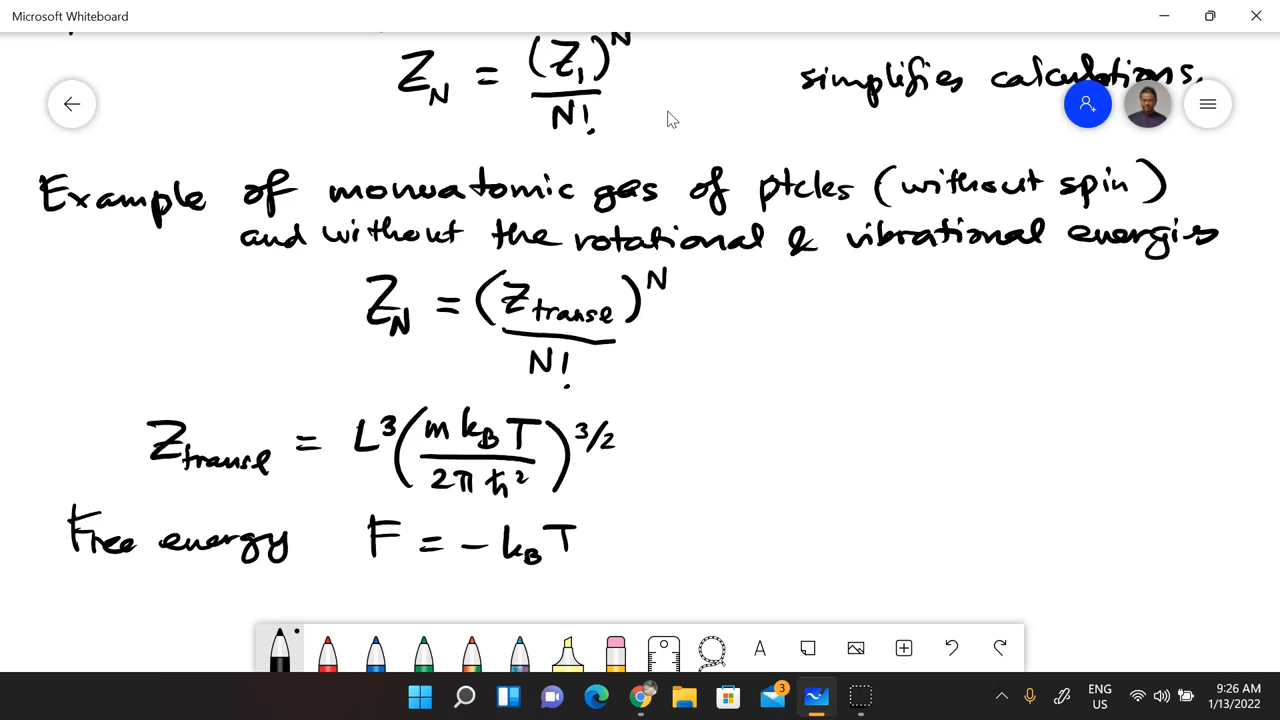 Microsoft Whiteboard
Z_N = (Z_1)^N / N!
simplifies calculations.
Example of monoatomic gas of ptcles (without spin)
and without the rotational & vibrational energies
Z_N = (Z_transl)^N / N!
Z_transl = L^3 (m k_B T / 2π ħ^2)^3/2
Free energy F = - k_B T
A
3
ENG
US
9:26 AM
1/13/2022